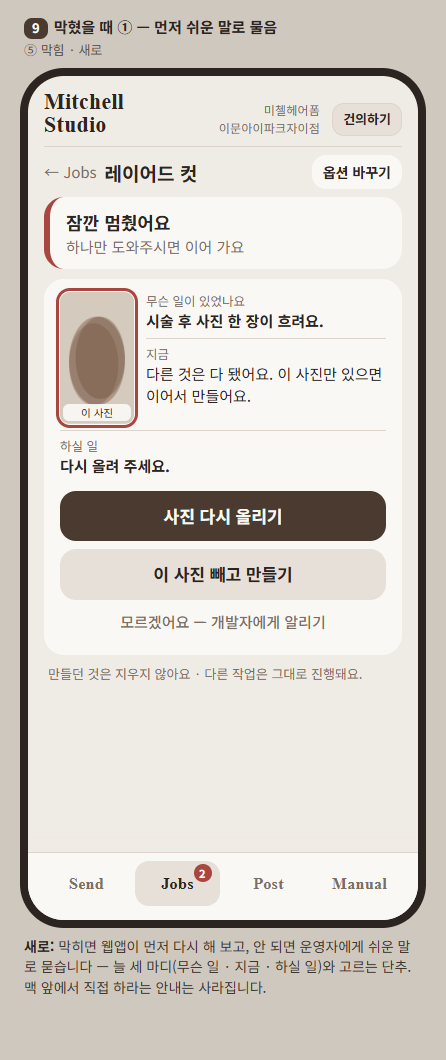 9 막혔을 때 ① — 먼저 쉬운 말로 물음
⑤ 막힘 · 새로
Mitchell
Studio
미첼헤어폼
이문아이파크자이점
건의하기
← Jobs 레이어드 컷
옵션 바꾸기
잠깐 멈췄어요
하나만 도와주시면 이어 가요
이 사진
무슨 일이 있었나요
시술 후 사진 한 장이 흐려요.
지금
다른 것은 다 됐어요. 이 사진만 있으면
이어서 만들어요.
하실 일
다시 올려 주세요.
사진 다시 올리기
이 사진 빼고 만들기
모르겠어요 — 개발자에게 알리기
만들던 것은 지우지 않아요 · 다른 작업은 그대로 진행돼요.
Send
Jobs
2
Post
Manual
새로: 막히면 웹앱이 먼저 다시 해 보고, 안 되면 운영자에게 쉬운 말
로 묻습니다 — 늘 세 마디(무슨 일 · 지금 · 하실 일)와 고르는 단추.
맥 앞에서 직접 하라는 안내는 사라집니다.